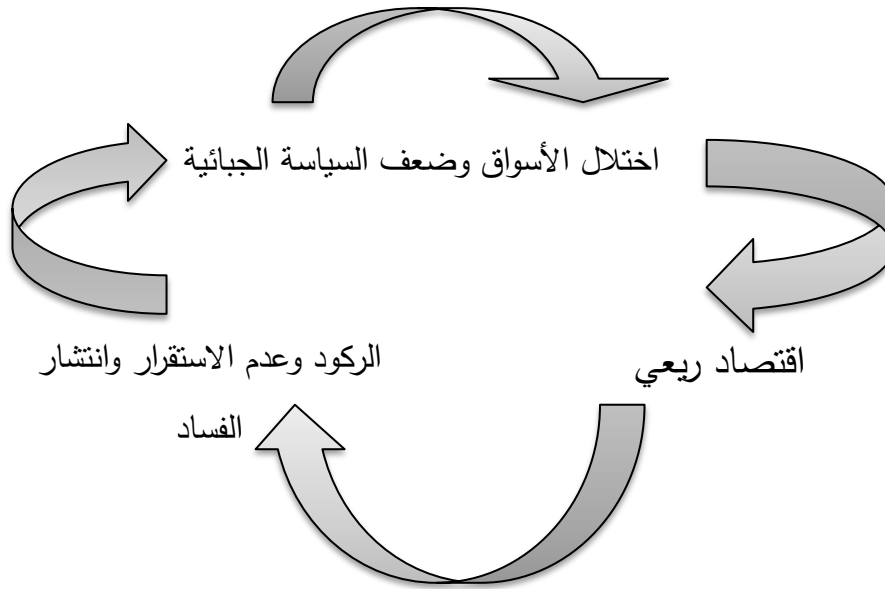 اختلال الأسواق وضعف السياسة الجبائية
اقتصاد ريعي
الركود وعدم الاستقرار وانتشار
الفساد